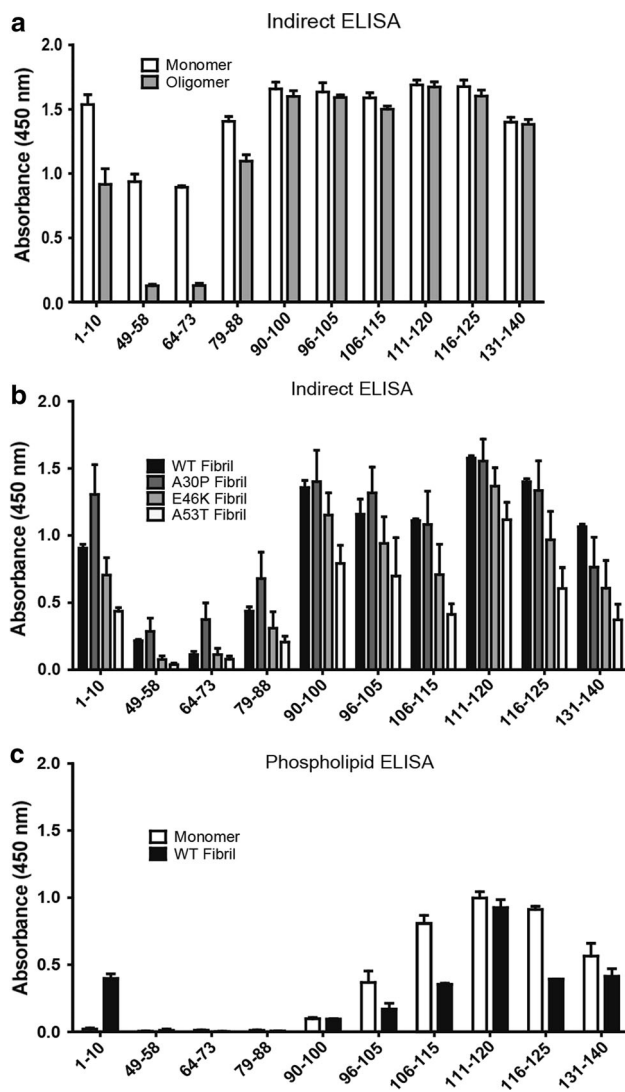 a
Indirect ELISA
Absorbance (450 nm)
2.0
1.5
1.0
0.5
0.0
Monomer
Oligomer
1-10
49-58
64-73
79-88
90-100
96-105
106-115
111-120
116-125
131-140
b
Indirect ELISA
Absorbance (450 nm)
2.0
1.5
1.0
0.5
0.0
WT Fibril
A30P Fibril
E46K Fibril
A53T Fibril
1-10
49-58
64-73
79-88
90-100
96-105
106-115
111-120
116-125
131-140
c
Phospholipid ELISA
Absorbance (450 nm)
2.0
1.5
1.0
0.5
0.0
Monomer
WT Fibril
1-10
49-58
64-73
79-88
90-100
96-105
106-115
111-120
116-125
131-140